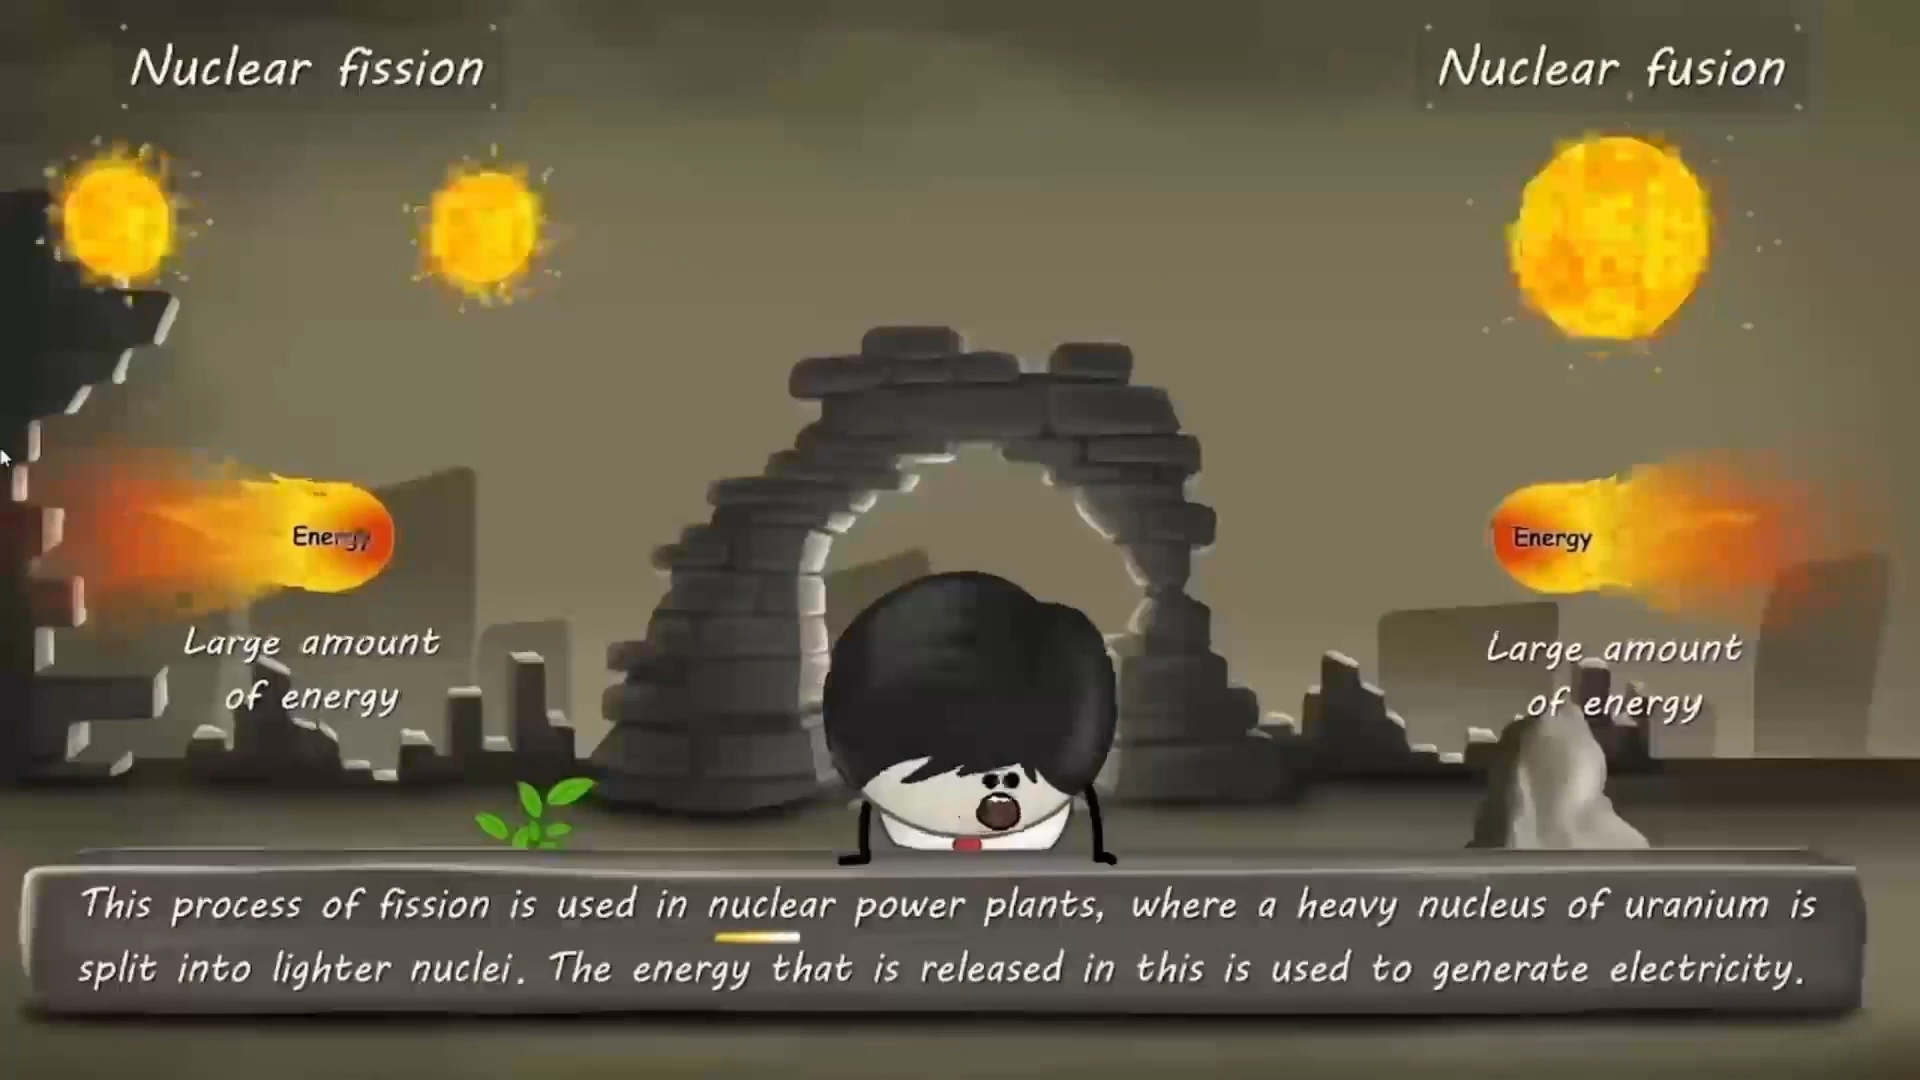 Nuclear fission
Nuclear fusion
Energy
Energy
Large amount
of energy
Large amount
of energy
This process of fission is used in nuclear power plants, where a heavy nucleus of uranium is
split into lighter nuclei. The energy that is released in this is used to generate electricity.